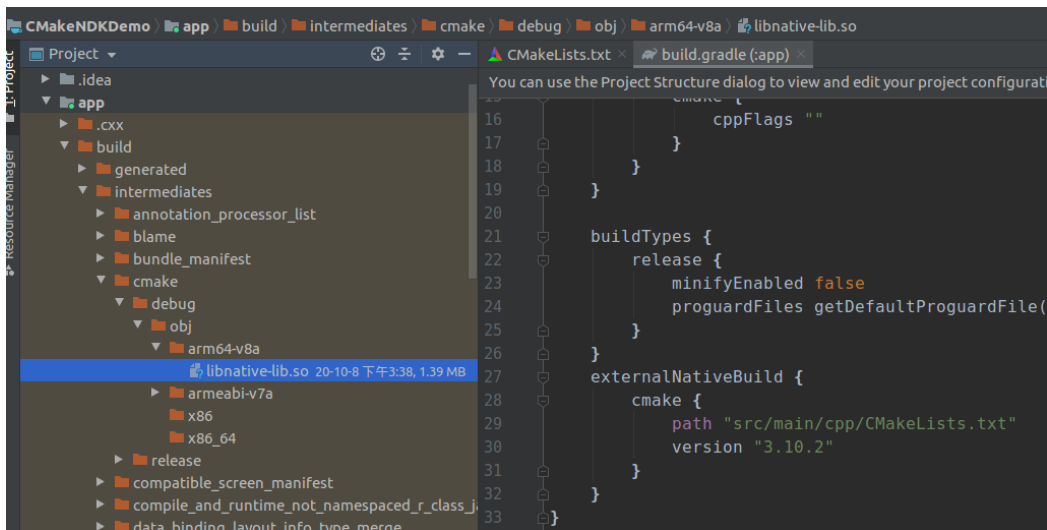 CMakeNDKDemo app build intermediates cmake debug obj arm64-v8a libnative-lib.so
Project
CMakeLists.txt
build.gradle (:app)
1: Project
Resource Manager
.idea
app
.cxx
build
generated
intermediates
annotation_processor_list
blame
bundle_manifest
cmake
debug
obj
arm64-v8a
libnative-lib.so 20-10-8 下午3:38, 1.39 MB
armeabi-v7a
x86
x86_64
release
compatible_screen_manifest
compile_and_runtime_not_namespaced_r_class_j
data_binding_layout_info_type_merge
You can use the Project Structure dialog to view and edit your project configurati
15 cmake {
16 cppFlags ""
17 }
18 }
19 }
20
21 buildTypes {
22 release {
23 minifyEnabled false
24 proguardFiles getDefaultProguardFile(
25 }
26 }
27 externalNativeBuild {
28 cmake {
29 path "src/main/cpp/CMakeLists.txt"
30 version "3.10.2"
31 }
32 }
33 }